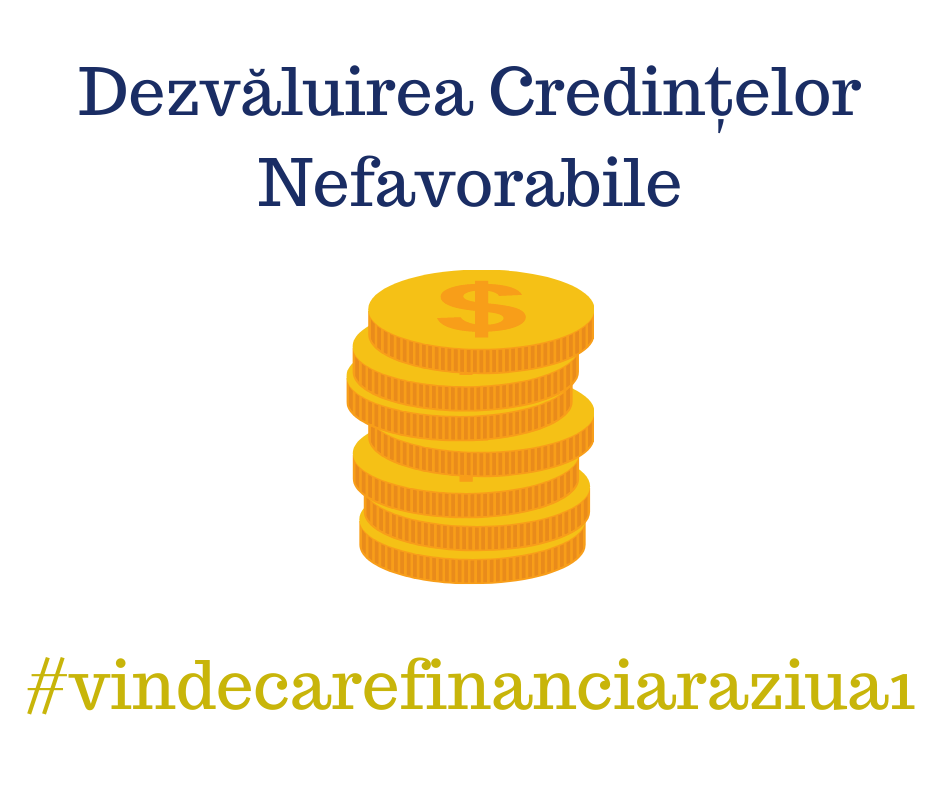 Dezvăluirea Credințelor
Nefavorabile
$
#vindecarefinanciaraziua1